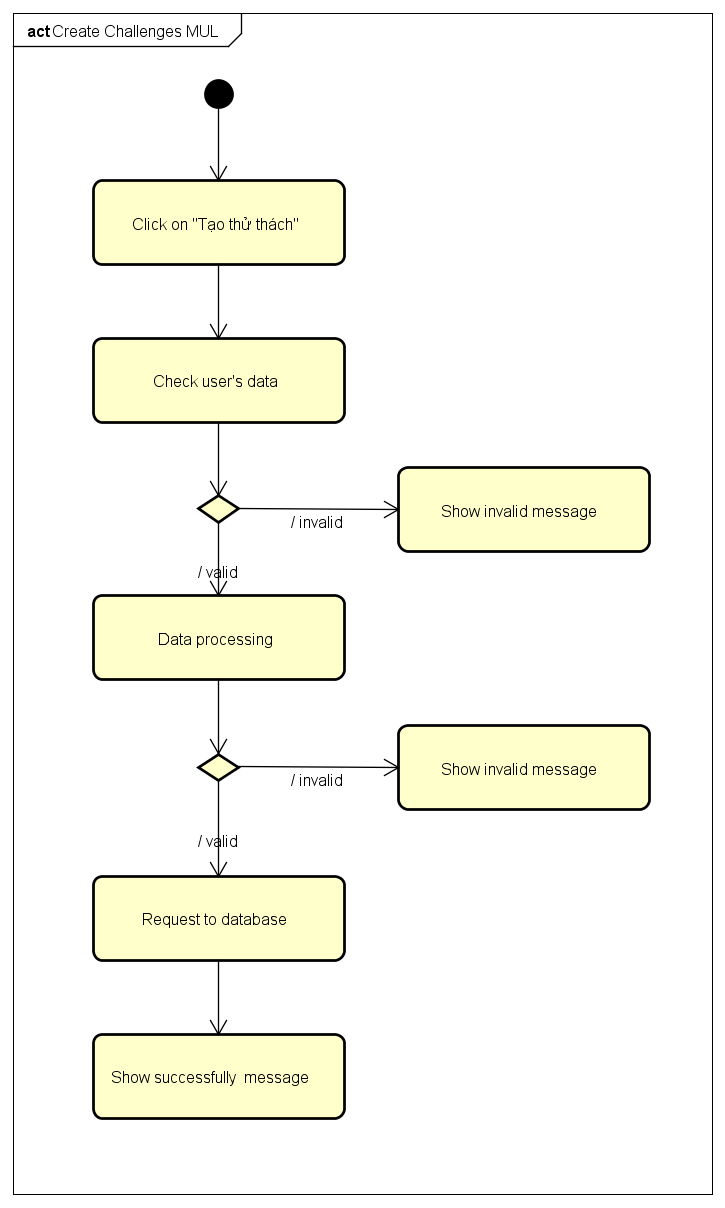 act Create Challenges MUL
Click on "Tạo thử thách"
Check user's data
/ invalid
Show invalid message
/ valid
Data processing
/ invalid
Show invalid message
/ valid
Request to database
Show successfully  message